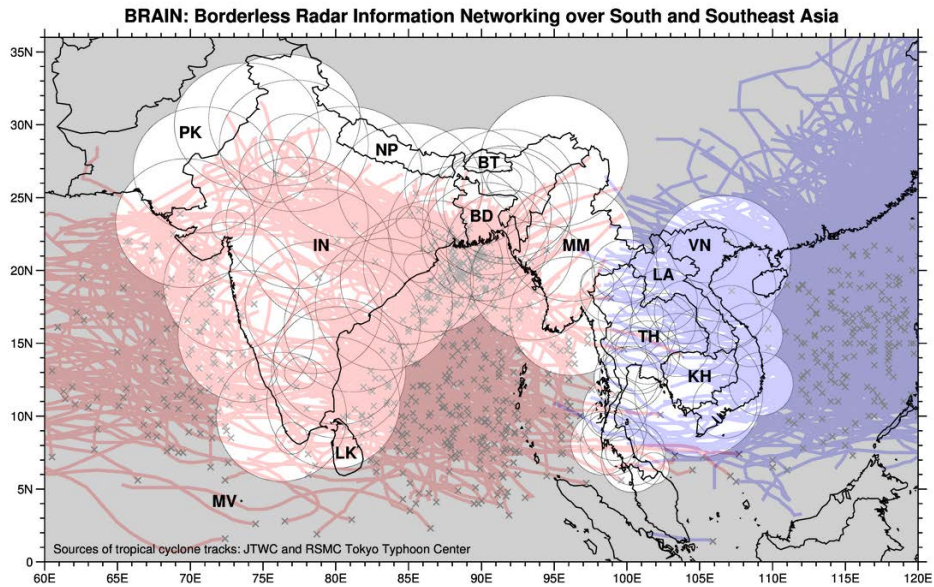 BRAIN: Borderless Radar Information Networking over South and Southeast Asia
35N
30N
25N
20N
15N
10N
5N
0
PK
NP
BT
BD
IN
MM
VN
LA
TH
KH
LK
MV
Sources of tropical cyclone tracks: JTWC and RSMC Tokyo Typhoon Center
60E 65E 70E 75E 80E 85E 90E 95E 100E 105E 110E 115E 120E